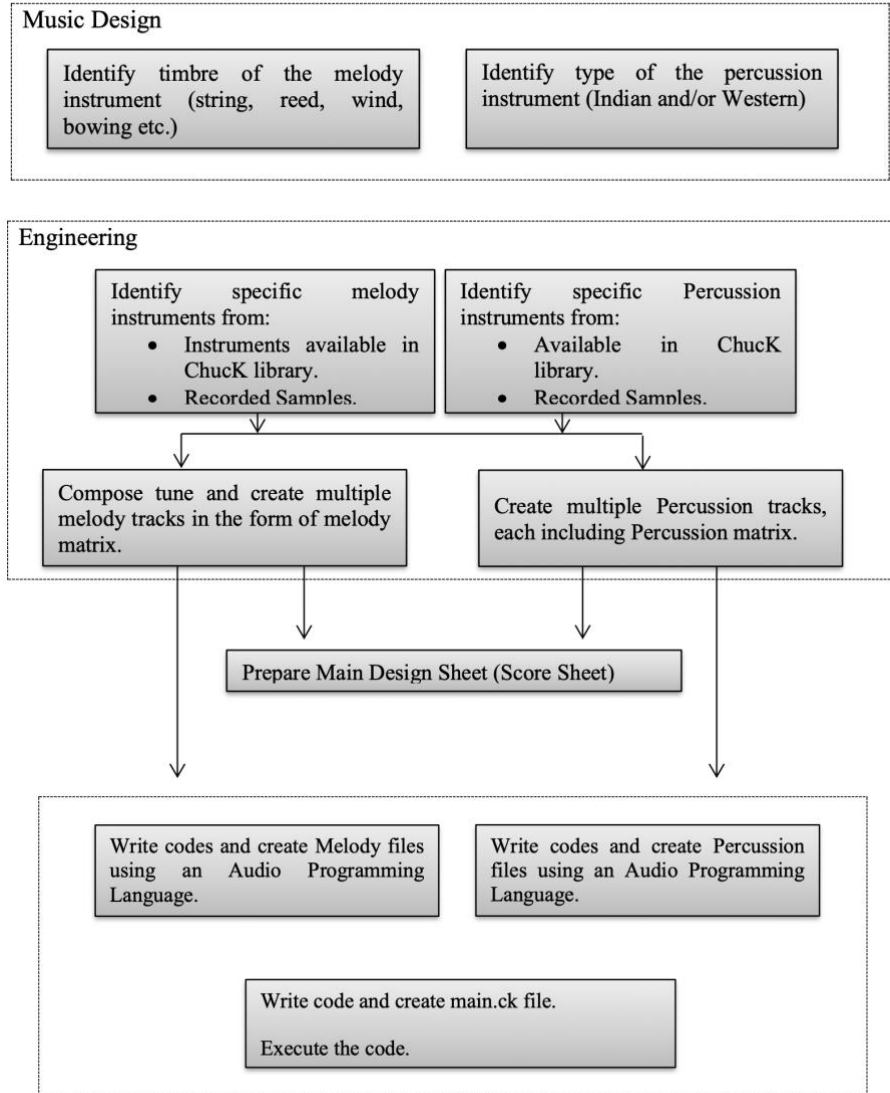 Music Design
Identify timbre of the melody
instrument (string, reed, wind,
bowing etc.)
Identify type of the percussion
instrument (Indian and/or Western)
Engineering
Identify specific melody
instruments from:
• Instruments available in
ChucK library.
• Recorded Samples.
Identify specific Percussion
instruments from:
• Available in ChucK
library.
• Recorded Samples.
Compose tune and create multiple
melody tracks in the form of melody
matrix.
Create multiple Percussion tracks,
each including Percussion matrix.
Prepare Main Design Sheet (Score Sheet)
Write codes and create Melody files
using an Audio Programming
Language.
Write codes and create Percussion
files using an Audio Programming
Language.
Write code and create main.ck file.
Execute the code.